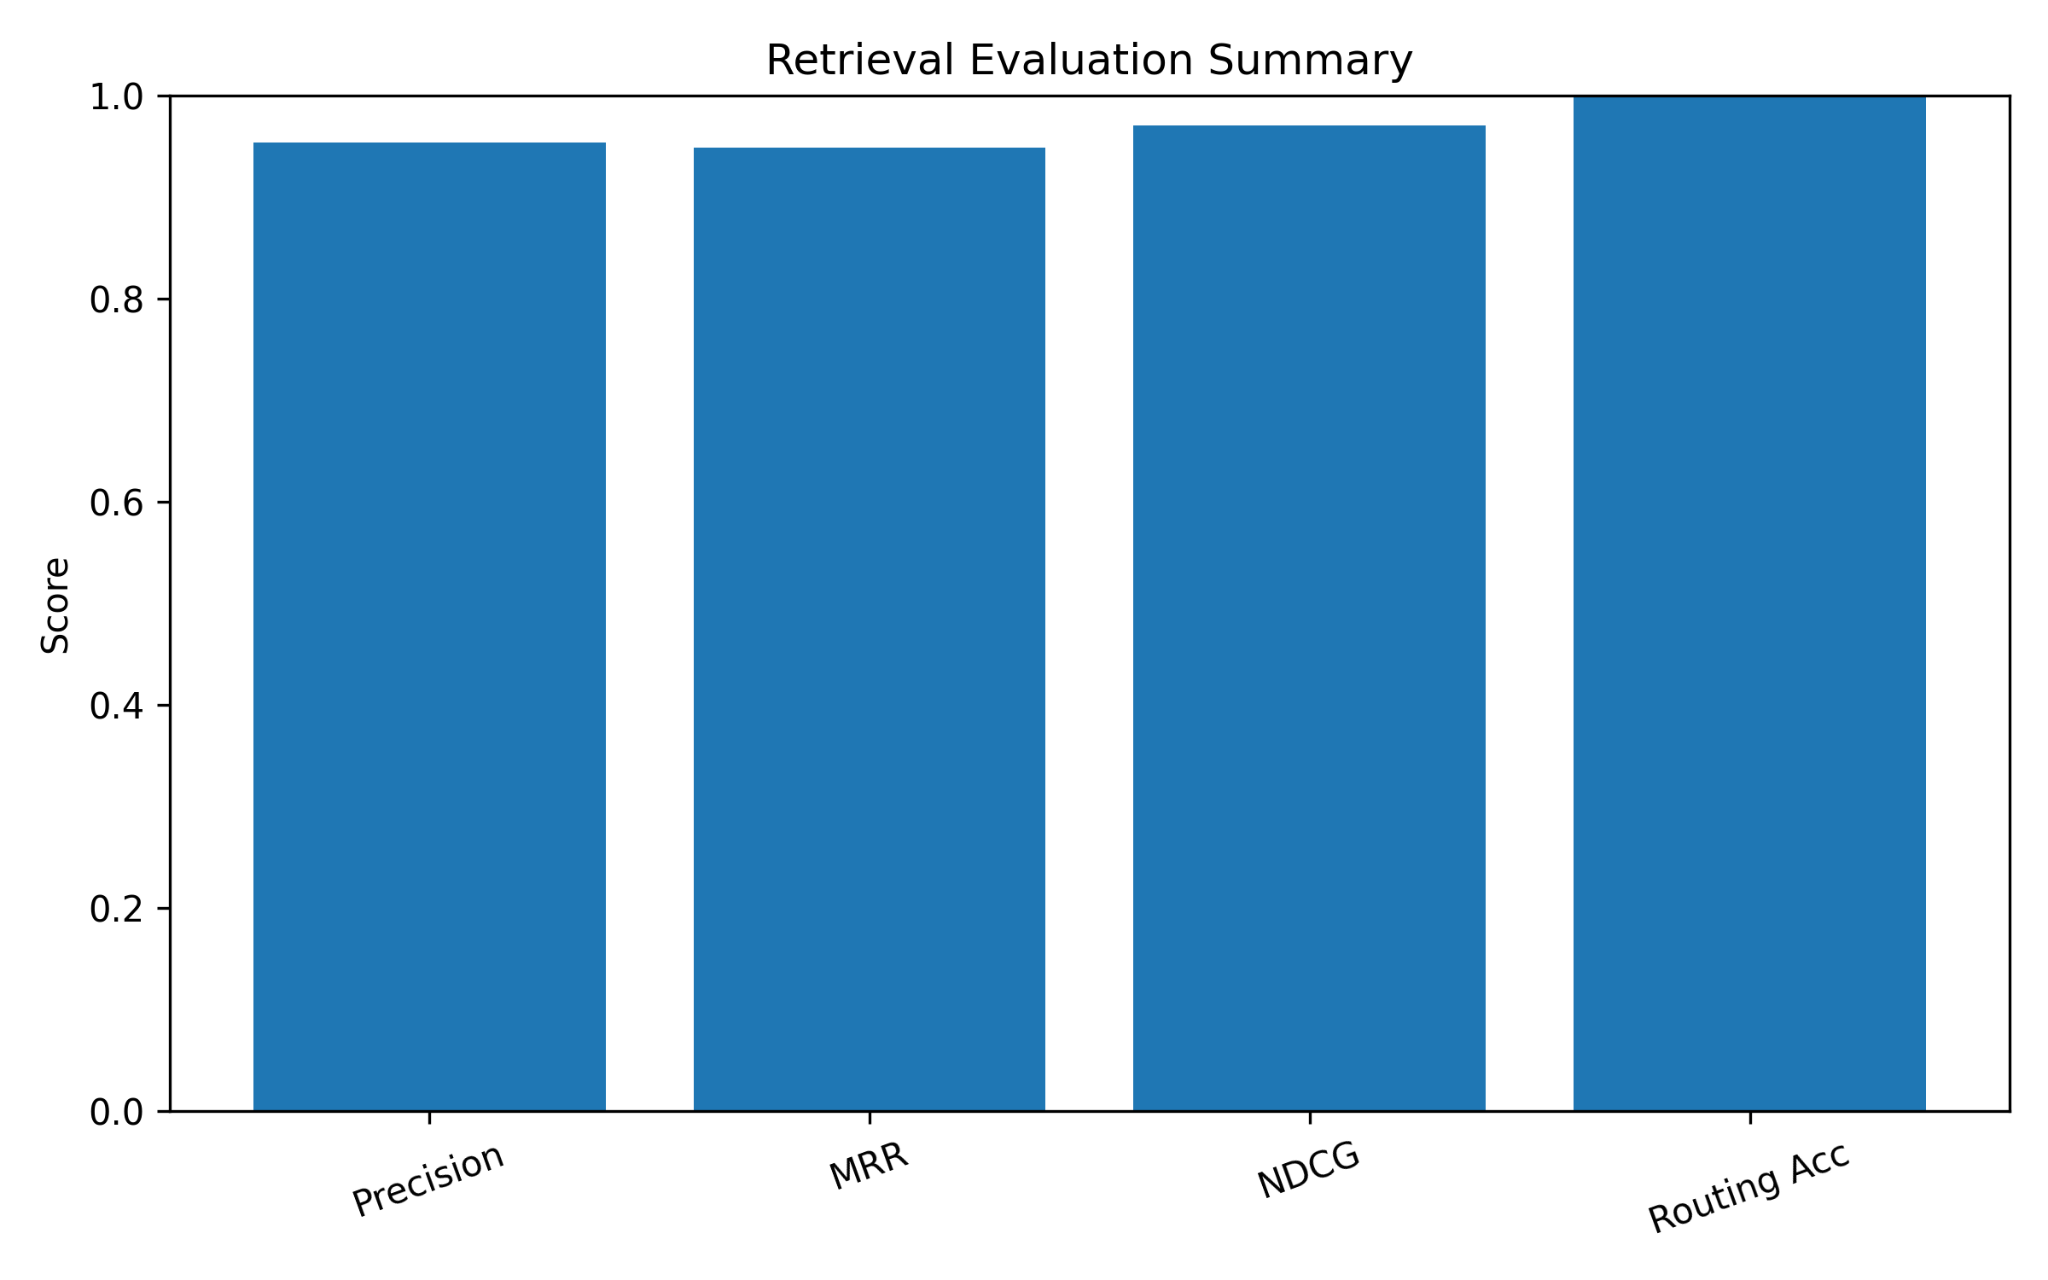 Retrieval Evaluation Summary
1.0
0.8
0.6
0.4
0.2
0.0
Score
Precision
MRR
NDCG
Routing Acc